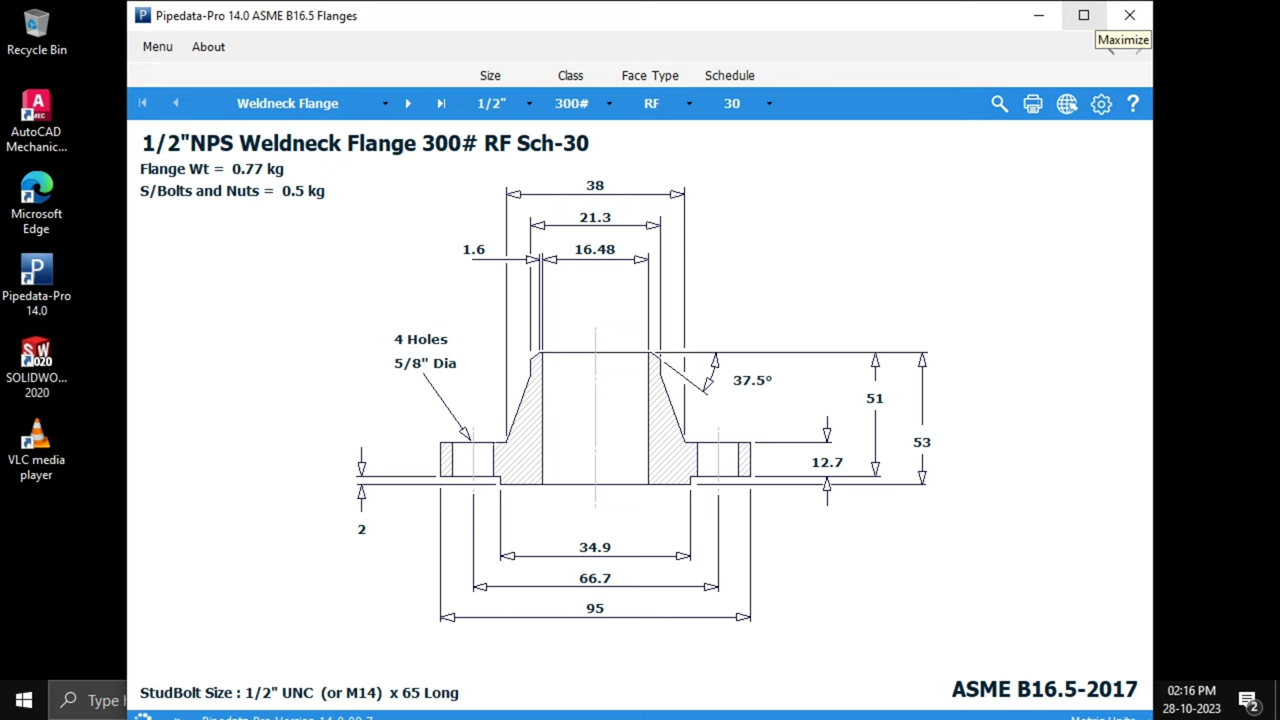 Recycle Bin
AutoCAD
Mechanic...
Microsoft
Edge
Pipedata-Pro
14.0
SOLIDWO...
2020
VLC media
player
Pipedata-Pro 14.0 ASME B16.5 Flanges
Maximize
Menu About
Size Class Face Type Schedule
Weldneck Flange 1/2" 300# RF 30
1/2"NPS Weldneck Flange 300# RF Sch-30
Flange Wt = 0.77 kg
S/Bolts and Nuts = 0.5 kg
38
21.3
1.6 16.48
4 Holes
5/8" Dia
37.5°
51
53
12.7
2
34.9
66.7
95
StudBolt Size : 1/2" UNC (or M14) x 65 Long
ASME B16.5-2017
Type
02:16 PM
28-10-2023
2